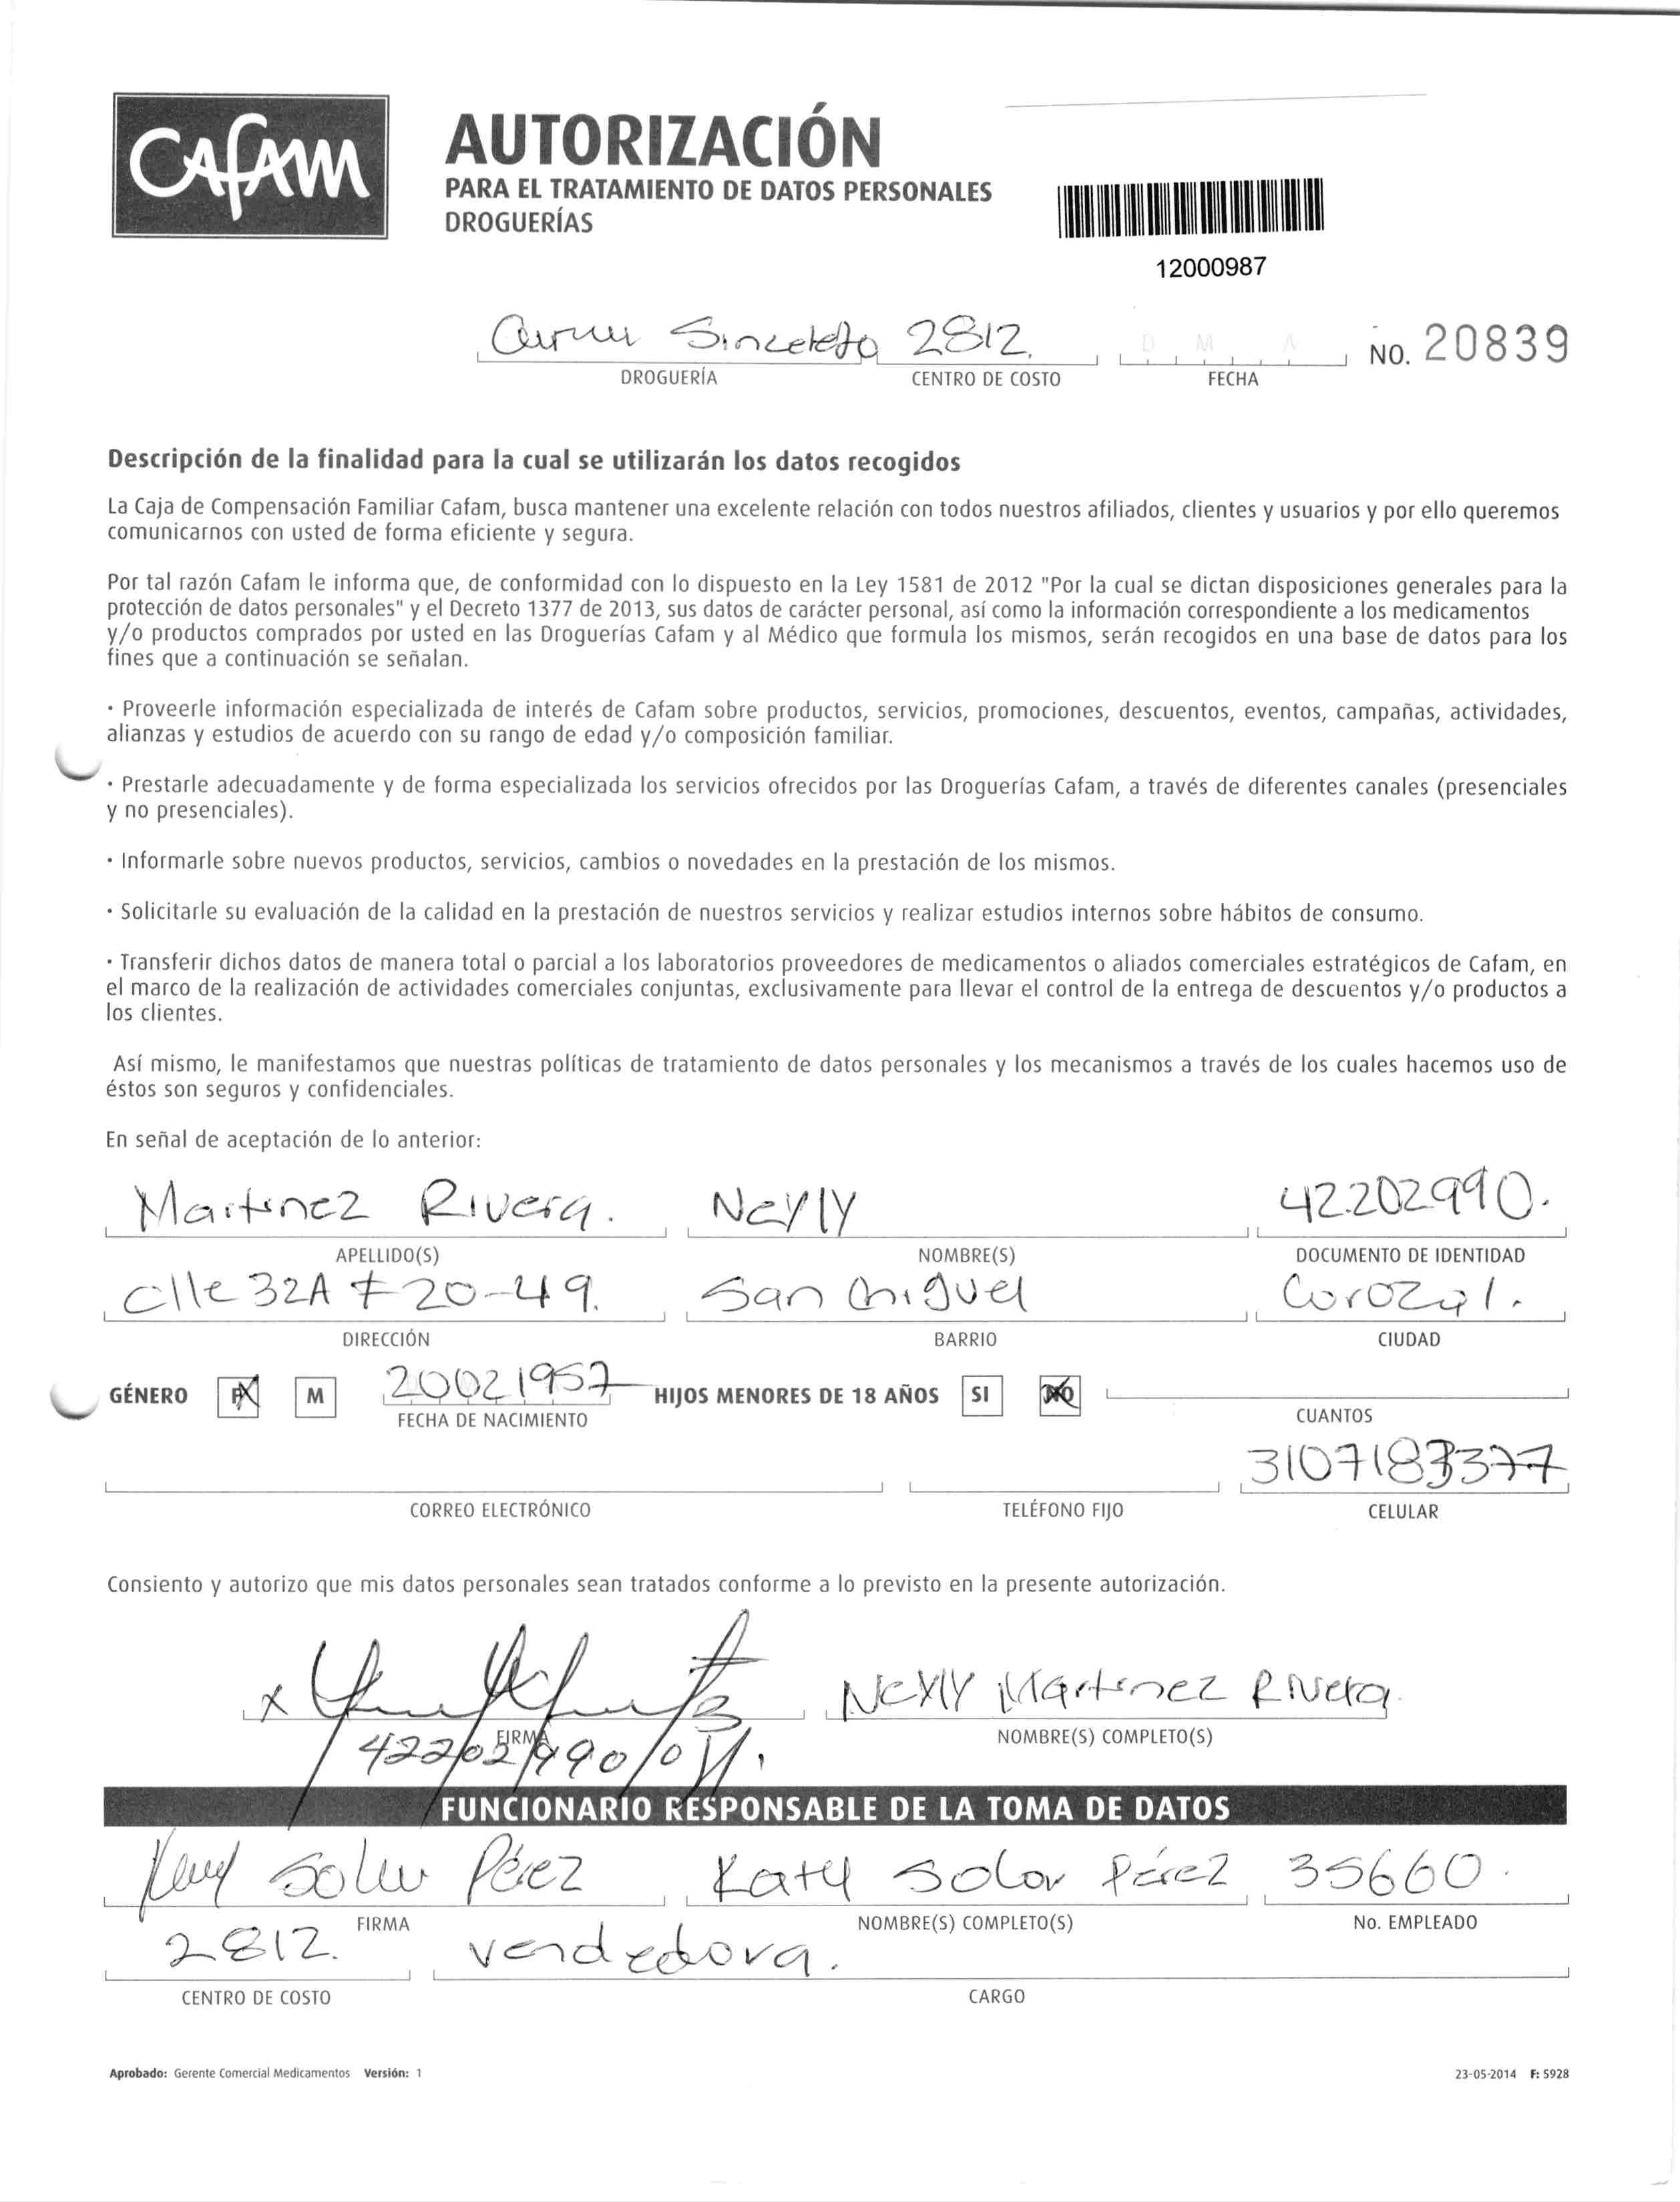 CAFAM
AUTORIZACIÓN
PARA EL TRATAMIENTO DE DATOS PERSONALES
DROGUERÍAS
12000987
Sincelejo 2812.
D M A
NO. 20839
DROGUERÍA CENTRO DE COSTO FECHA
Descripción de la finalidad para la cual se utilizarán los datos recogidos
La Caja de Compensación Familiar Cafam, busca mantener una excelente relación con todos nuestros afiliados, clientes y usuarios y por ello queremos
comunicarnos con usted de forma eficiente y segura.
Por tal razón Cafam le informa que, de conformidad con lo dispuesto en la Ley 1581 de 2012 "Por la cual se dictan disposiciones generales para la
protección de datos personales" y el Decreto 1377 de 2013, sus datos de carácter personal, así como la información correspondiente a los medicamentos
y/o productos comprados por usted en las Droguerías Cafam y al Médico que formula los mismos, serán recogidos en una base de datos para los
fines que a continuación se señalan.
· Proveerle información especializada de interés de Cafam sobre productos, servicios, promociones, descuentos, eventos, campañas, actividades,
alianzas y estudios de acuerdo con su rango de edad y/o composición familiar.
· Prestarle adecuadamente y de forma especializada los servicios ofrecidos por las Droguerías Cafam, a través de diferentes canales (presenciales
y no presenciales).
· Informarle sobre nuevos productos, servicios, cambios o novedades en la prestación de los mismos.
· Solicitarle su evaluación de la calidad en la prestación de nuestros servicios y realizar estudios internos sobre hábitos de consumo.
· Transferir dichos datos de manera total o parcial a los laboratorios proveedores de medicamentos o aliados comerciales estratégicos de Cafam, en
el marco de la realización de actividades comerciales conjuntas, exclusivamente para llevar el control de la entrega de descuentos y/o productos a
los clientes.
Así mismo, le manifestamos que nuestras políticas de tratamiento de datos personales y los mecanismos a través de los cuales hacemos uso de
éstos son seguros y confidenciales.
En señal de aceptación de lo anterior:
Martinez Rivera. Neyly 42.202.990.
APELLIDO(S) NOMBRE(S) DOCUMENTO DE IDENTIDAD
Clle 32A # 20-49. San Miguel Corozal.
DIRECCIÓN BARRIO CIUDAD
GÉNERO F M 20021957 HIJOS MENORES DE 18 AÑOS SI NO
FECHA DE NACIMIENTO CUANTOS
3107183377
CORREO ELECTRÓNICO TELÉFONO FIJO CELULAR
Consiento y autorizo que mis datos personales sean tratados conforme a lo previsto en la presente autorización.
X Neyly Martinez Rivera
FIRMA NOMBRE(S) COMPLETO(S)
42202990
FUNCIONARIO RESPONSABLE DE LA TOMA DE DATOS
Katy Solar Pérez Katy Solar Pérez 35660.
FIRMA NOMBRE(S) COMPLETO(S) No. EMPLEADO
2812. vendedora.
CENTRO DE COSTO CARGO
Aprobado: Gerente Comercial Medicamentos Versión: 1 23-05-2014 F: 5928